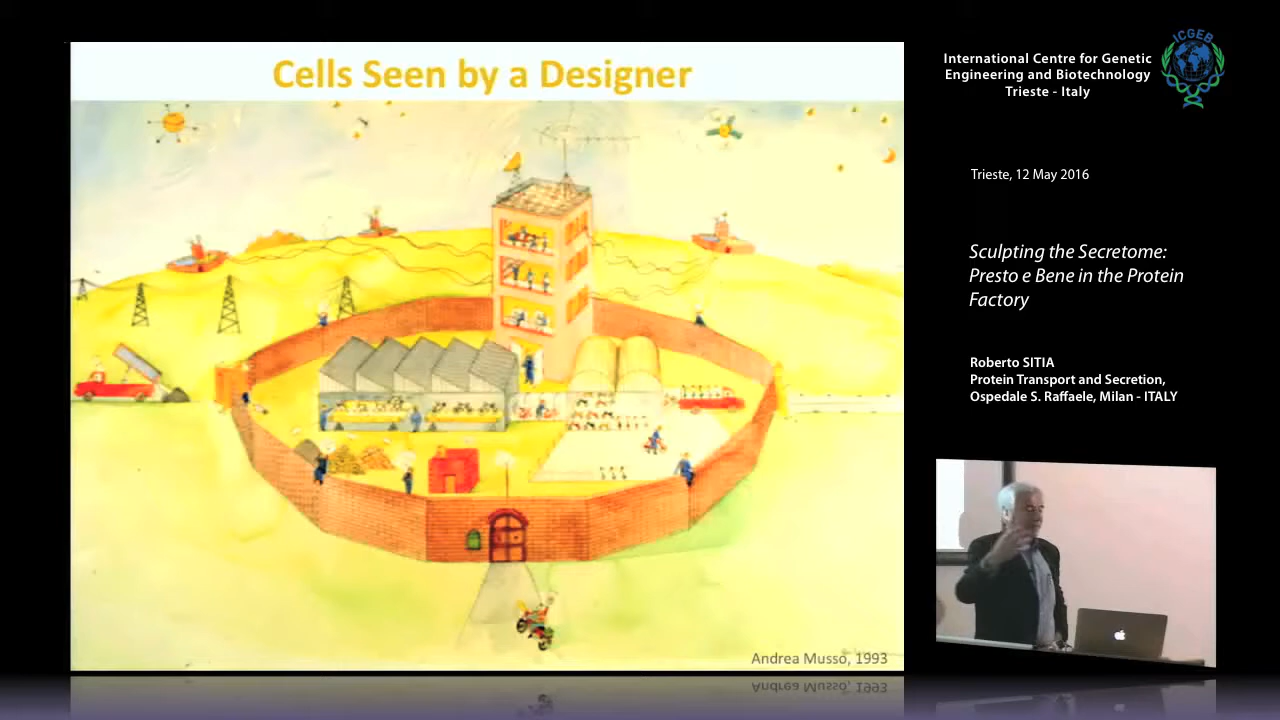 Cells Seen by a Designer
Andrea Musso, 1993
International Centre for Genetic
Engineering and Biotechnology
Trieste - Italy
ICGEB
Trieste, 12 May 2016
Sculpting the Secretome:
Presto e Bene in the Protein
Factory
Roberto SITIA
Protein Transport and Secretion,
Ospedale S. Raffaele, Milan - ITALY